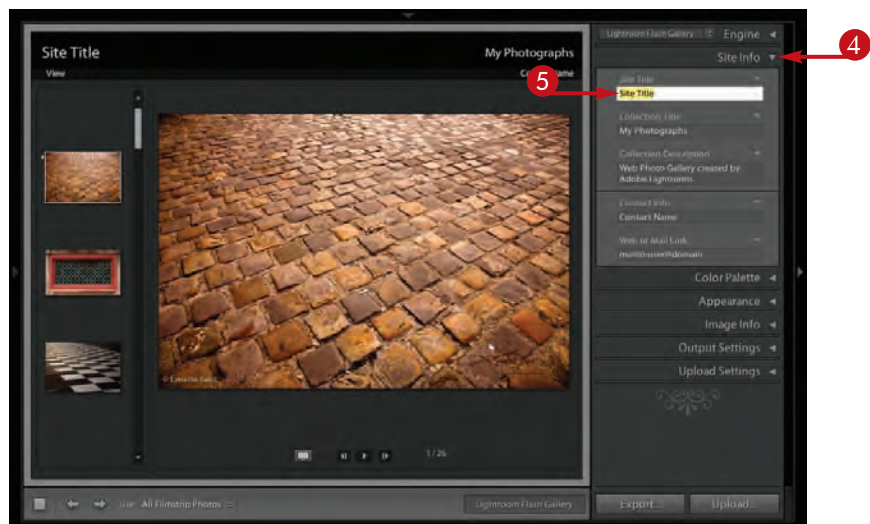 Site Title
My Photographs
View
Lightroom Flash Gallery
Engine
Site Info
4
5
Site Title
Site Title
Collection Title
My Photographs
Collection Description
Web Photo Gallery created by
Adobe Lightroom.
Contact Info
Contact Name
Web or Mail Link
mailto:user@domain
Color Palette
Appearance
Image Info
Output Settings
Upload Settings
1/26
Use: All Filmstrip Photos
Lightroom Flash Gallery
Export...
Upload...